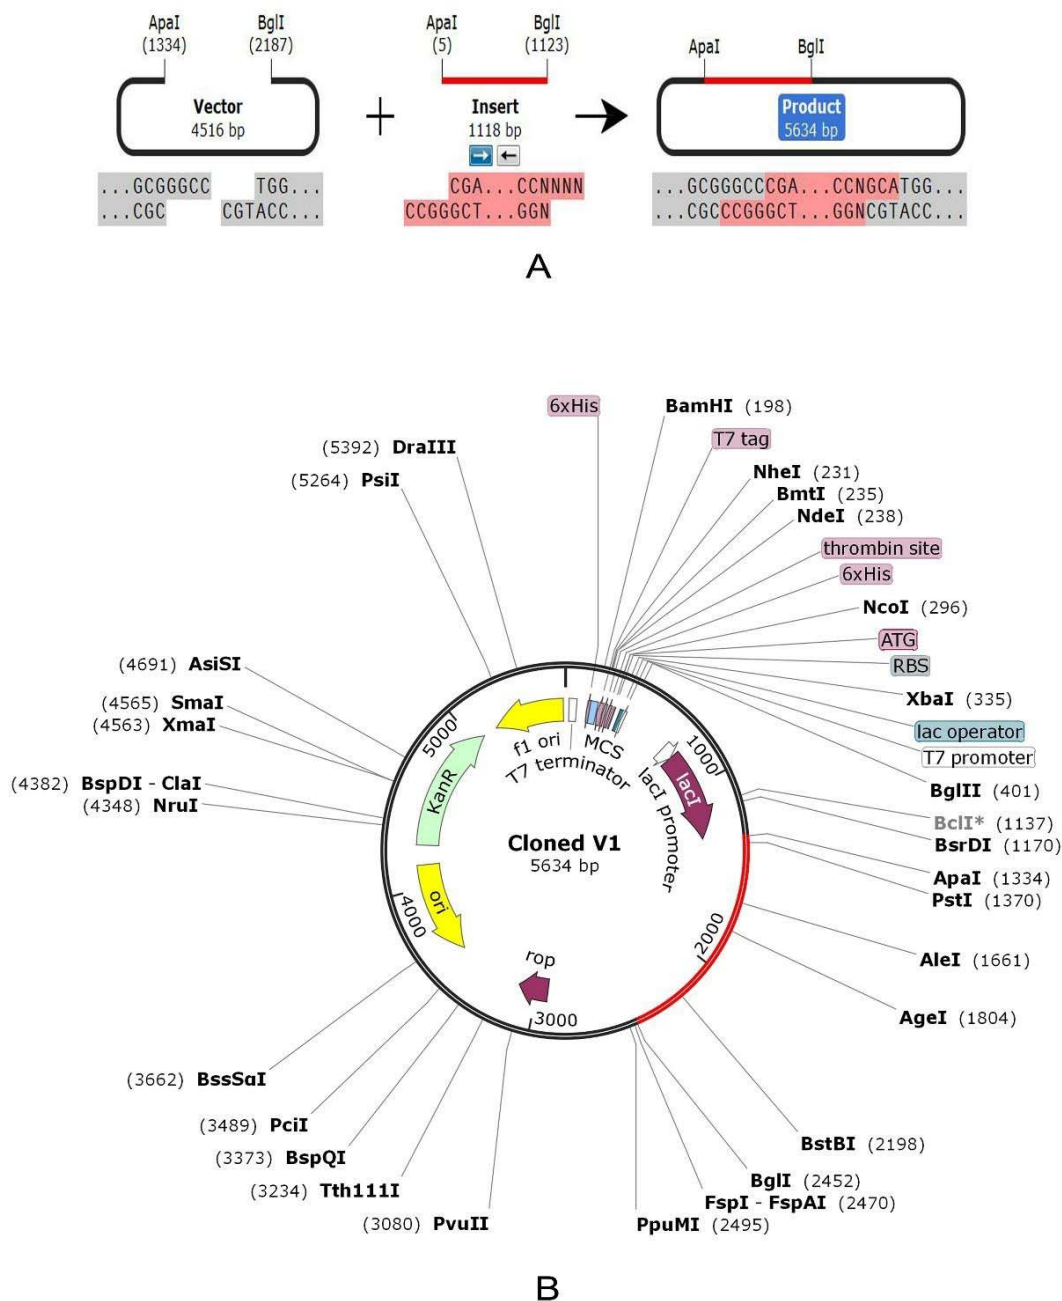 ApaI BglI ApaI BglI
(1334) (2187) (5) (1123) ApaI BglI
Vector + Insert Product
4516 bp 1118 bp 5634 bp
→ ←
...GCGGGCC TGG... CGA...CCNNNN ...GCGGGCCCGA...CCNGCATGG...
...CGC CGTACC... CCGGGCT...GGN ...CGCCCGGGCT...GGNCGTACC...
A
6xHis BamHI (198)
T7 tag
(5392) DraIII
(5264) PsiI
NheI (231)
BmtI (235)
NdeI (238)
thrombin site
6xHis
NcoI (296)
ATG
RBS
(4691) AsiSI
XbaI (335)
(4565) SmaI
(4563) XmaI
lac operator
T7 promoter
(4382) BspDI - ClaI
(4348) NruI
BglII (401)
BclI* (1137)
BsrDI (1170)
ApaI (1334)
PstI (1370)
f1 ori
MCS
T7 terminator
lacI promoter
lacI
KanR
ori
rop
1000
2000
3000
4000
5000
Cloned V1
5634 bp
AleI (1661)
AgeI (1804)
(3662) BssSαI
(3489) PciI
(3373) BspQI
(3234) Tth111I
(3080) PvuII
BstBI (2198)
BglI (2452)
FspI - FspAI (2470)
PpuMI (2495)
B